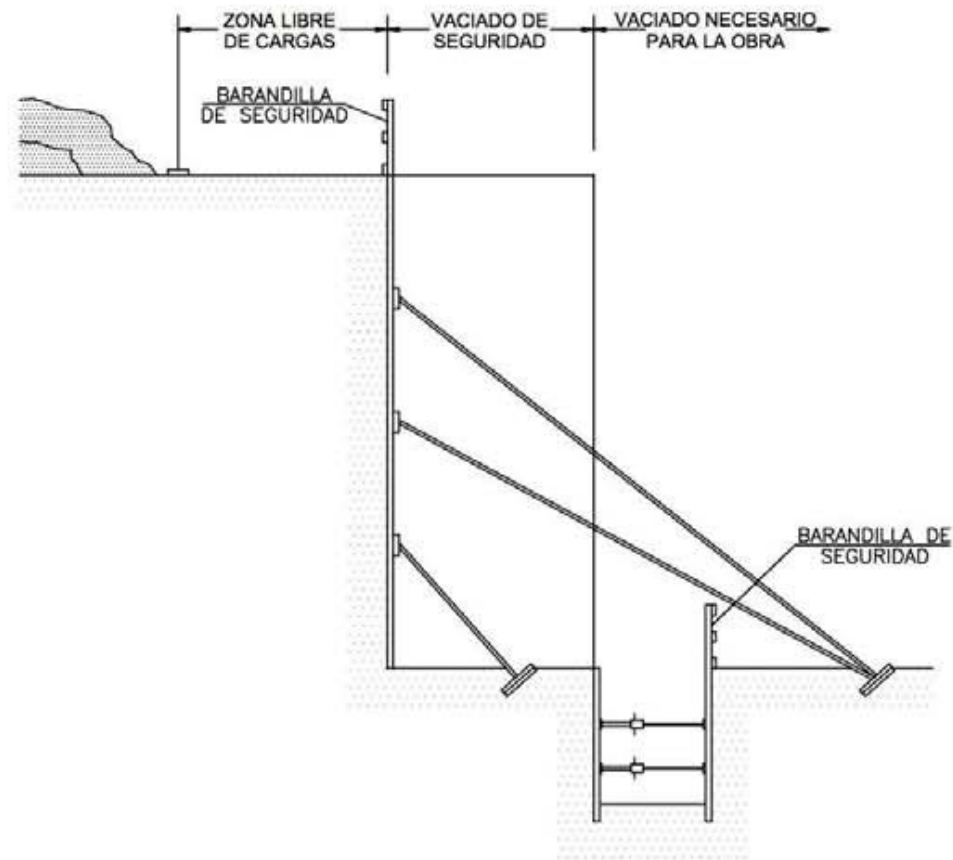 ZONA LIBRE
DE CARGAS
VACIADO DE
SEGURIDAD
VACIADO NECESARIO
PARA LA OBRA
BARANDILLA
DE SEGURIDAD
BARANDILLA DE
SEGURIDAD